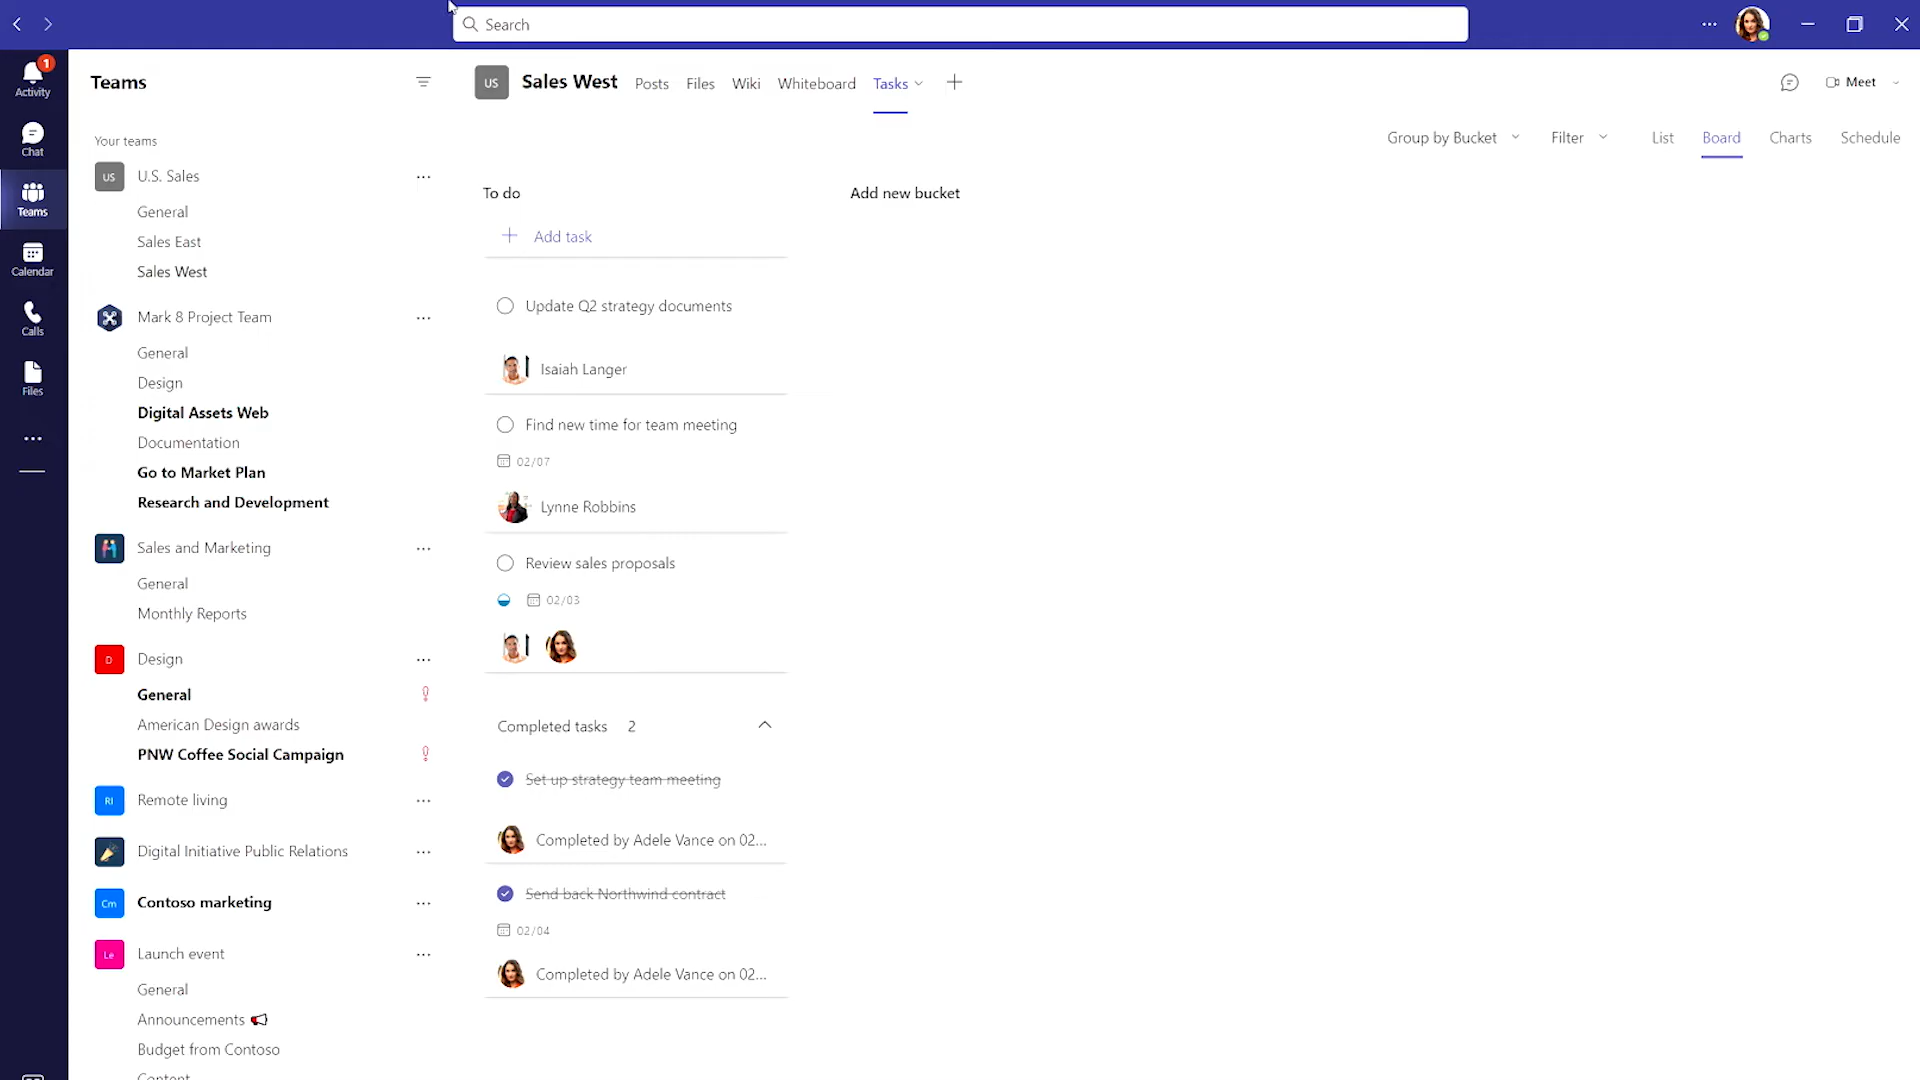 Search
1
Activity
Chat
Teams
Calendar
Calls
Files
Teams
Your teams
US
U.S. Sales
General
Sales East
Sales West
Mark 8 Project Team
General
Design
Digital Assets Web
Documentation
Go to Market Plan
Research and Development
Sales and Marketing
General
Monthly Reports
D
Design
General
American Design awards
PNW Coffee Social Campaign
Rl
Remote living
Digital Initiative Public Relations
Cm
Contoso marketing
Le
Launch event
General
Announcements
Budget from Contoso
Content
US
Sales West
Posts
Files
Wiki
Whiteboard
Tasks
Meet
Group by Bucket
Filter
List
Board
Charts
Schedule
To do
Add new bucket
Add task
Update Q2 strategy documents
Isaiah Langer
Find new time for team meeting
02/07
Lynne Robbins
Review sales proposals
02/03
Completed tasks 2
Set up strategy team meeting
Completed by Adele Vance on 02...
Send back Northwind contract
02/04
Completed by Adele Vance on 02...